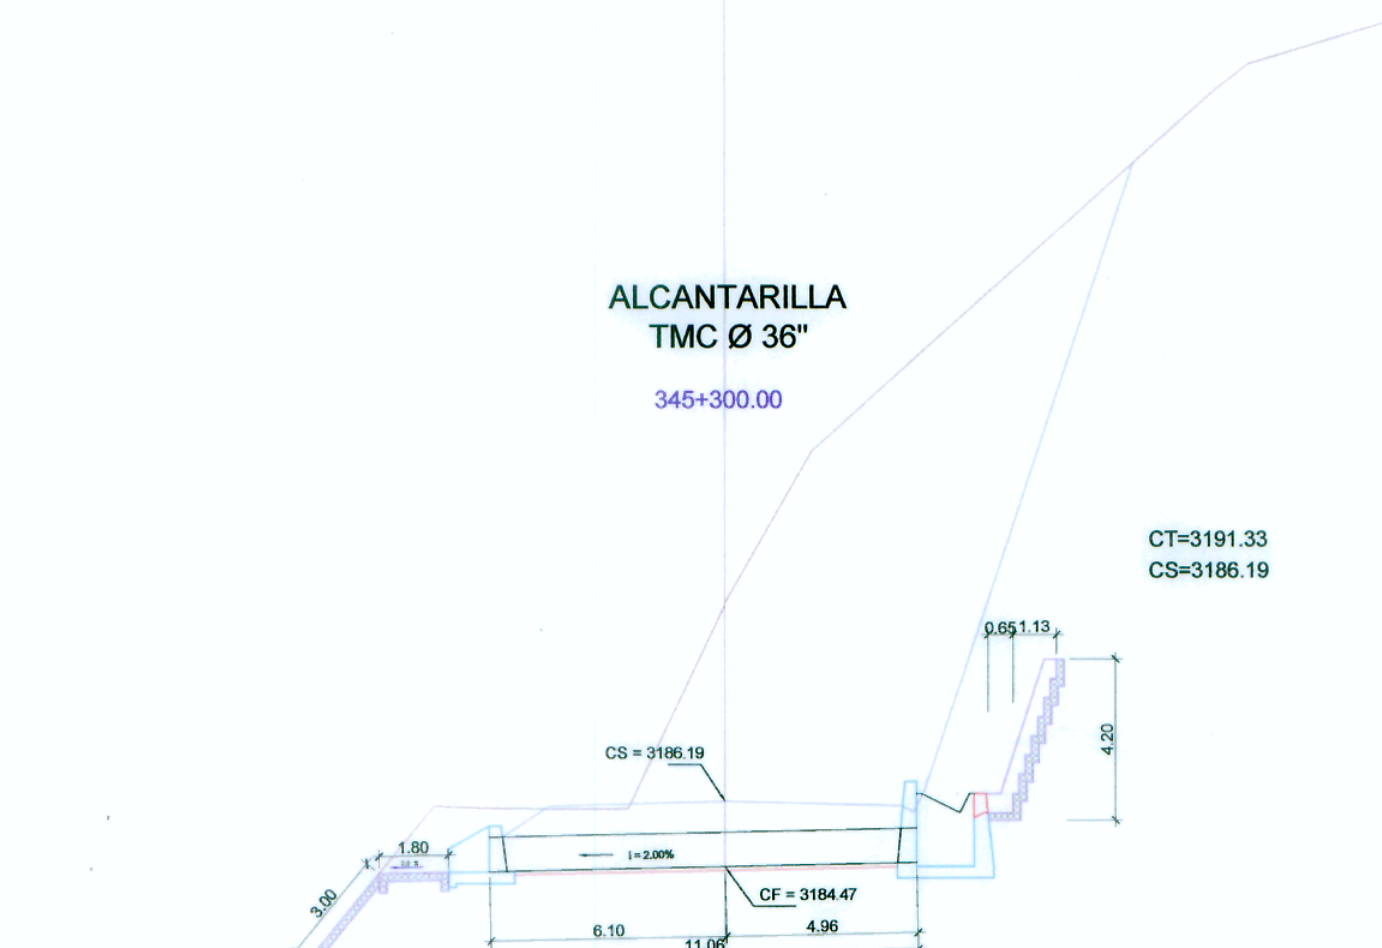 ALCANTARILLA
TMC Ø 36"
345+300.00
CT=3191.33
CS=3186.19
0.65 1.13
4.20
CS = 3186.19
1.80
i = 2.00%
3.00
CF = 3184.47
6.10
4.96
11.06